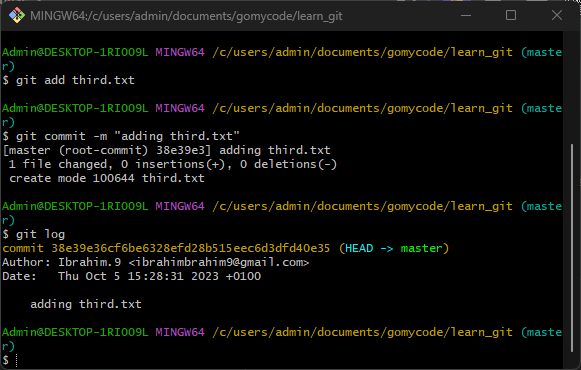 MINGW64:/c/users/admin/documents/gomycode/learn_git
Admin@DESKTOP-1RIO09L MINGW64 /c/users/admin/documents/gomycode/learn_git (maste
r)
$ git add third.txt
Admin@DESKTOP-1RIO09L MINGW64 /c/users/admin/documents/gomycode/learn_git (maste
r)
$ git commit -m "adding third.txt"
[master (root-commit) 38e39e3] adding third.txt
 1 file changed, 0 insertions(+), 0 deletions(-)
 create mode 100644 third.txt
Admin@DESKTOP-1RIO09L MINGW64 /c/users/admin/documents/gomycode/learn_git (maste
r)
$ git log
commit 38e39e36cf6be6328efd28b515eec6d3dfd40e35 (HEAD -> master)
Author: Ibrahim.9 <ibrahimbrahim9@gmail.com>
Date:   Thu Oct 5 15:28:31 2023 +0100
    adding third.txt
Admin@DESKTOP-1RIO09L MINGW64 /c/users/admin/documents/gomycode/learn_git (maste
r)
$